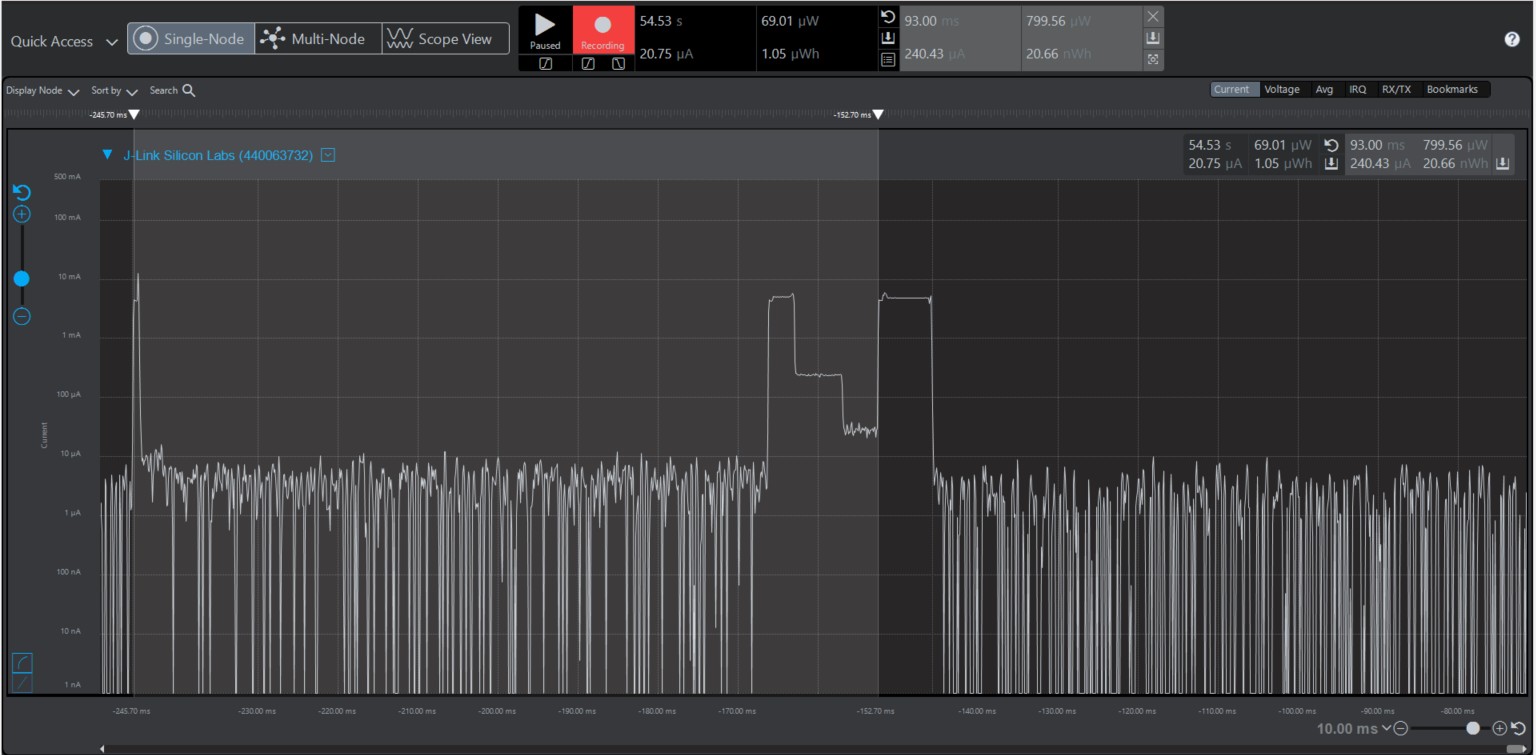 Quick Access Single-Node Multi-Node Scope View
Paused Recording
54.53 s 69.01 µW 93.00 ms 799.56 µW
20.75 µA 1.05 µWh 240.43 µA 20.66 nWh
Display Node Sort by Search
Current Voltage Avg IRQ RX/TX Bookmarks
-245.70 ms -152.70 ms
J-Link Silicon Labs (440063732)
54.53 s 69.01 µW 93.00 ms 799.56 µW
20.75 µA 1.05 µWh 240.43 µA 20.66 nWh
500 mA
100 mA
10 mA
1 mA
100 µA
Current
10 µA
1 µA
100 nA
10 nA
1 nA
-245.70 ms -230.00 ms -220.00 ms -210.00 ms -200.00 ms -190.00 ms -180.00 ms -170.00 ms -152.70 ms -140.00 ms -130.00 ms -120.00 ms -110.00 ms -100.00 ms -90.00 ms -80.00 ms
10.00 ms